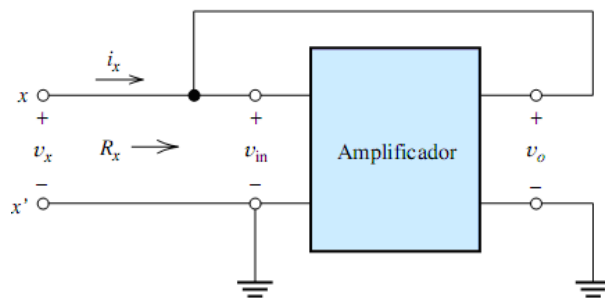 i_x
x
+
+
+
v_x
R_x
v_in
Amplificador
v_o
−
−
−
x'